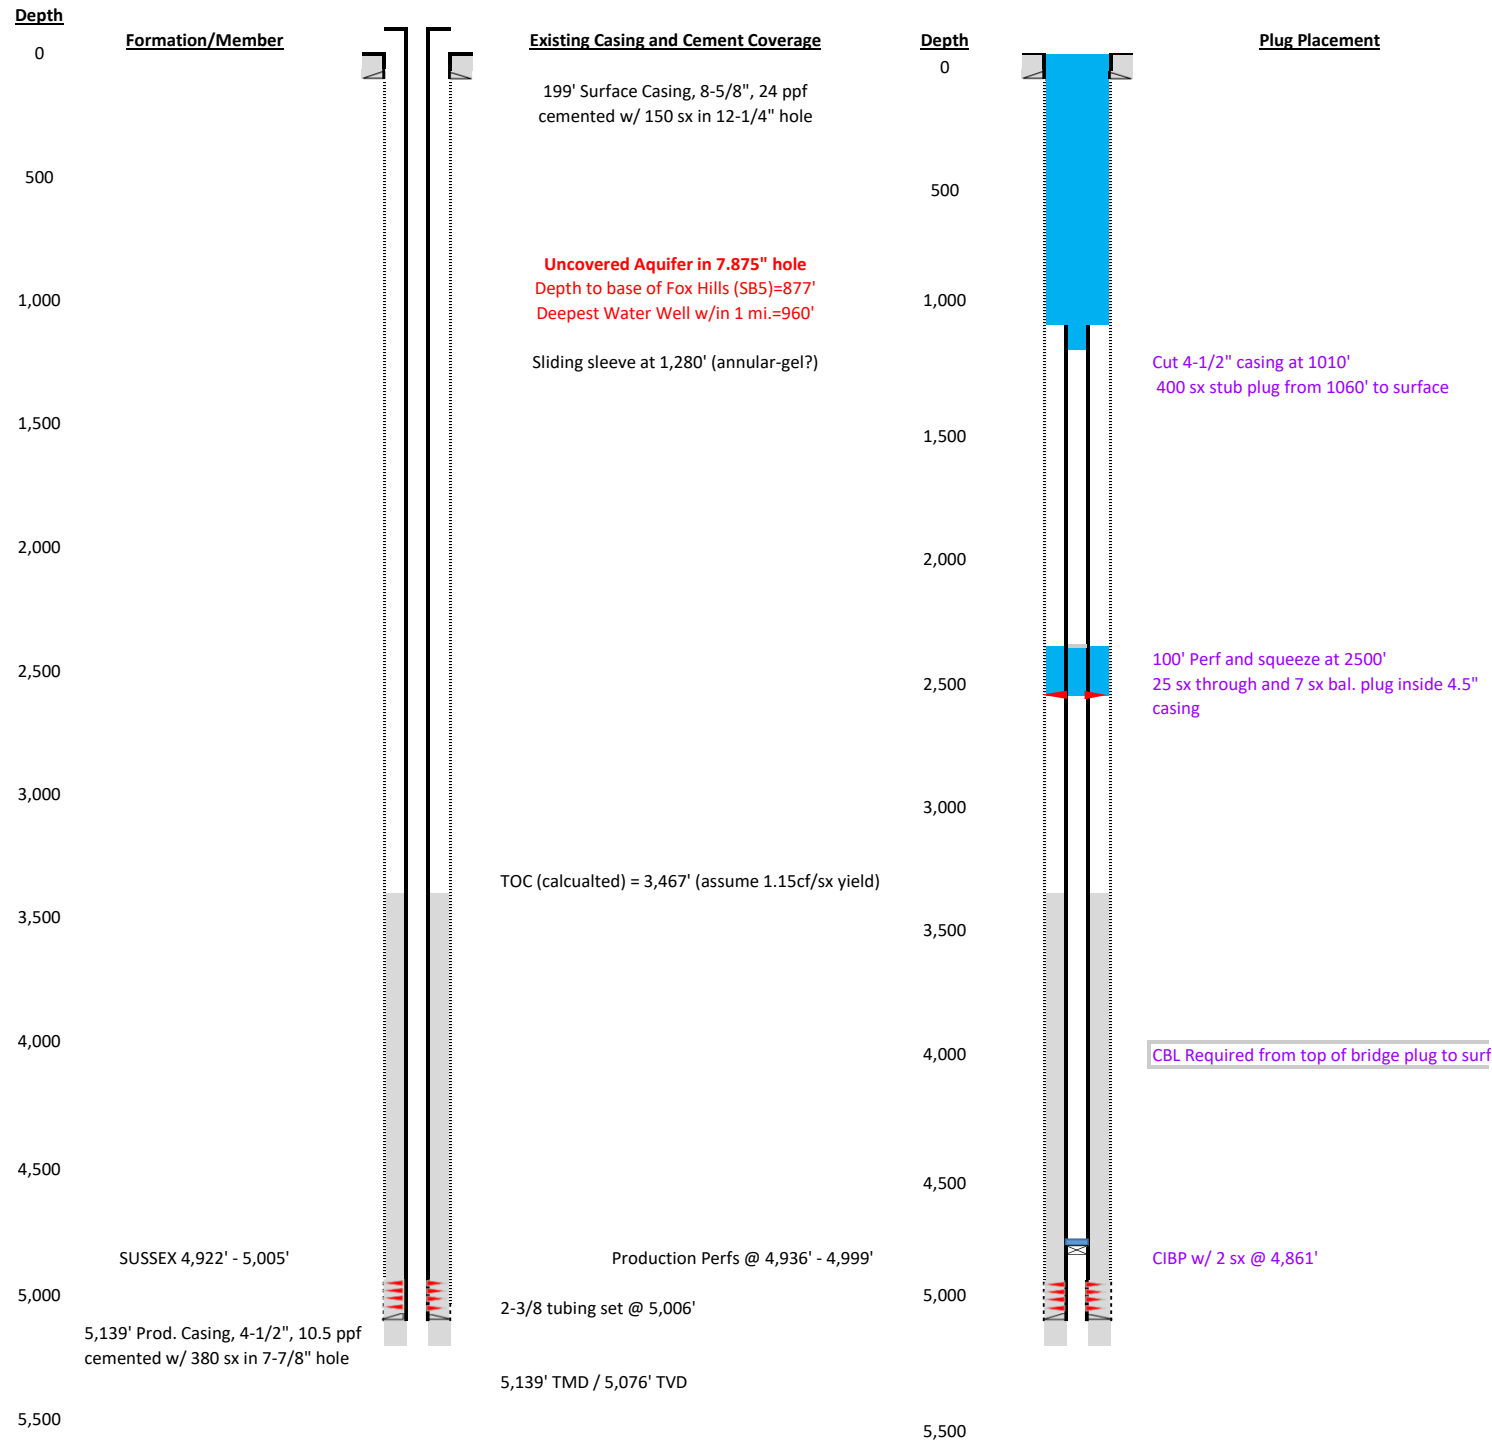 Depth
Formation/Member
Existing Casing and Cement Coverage
Depth
Plug Placement
0
0
199' Surface Casing, 8-5/8", 24 ppf
cemented w/ 150 sx in 12-1/4" hole
500
500
Uncovered Aquifer in 7.875" hole
Depth to base of Fox Hills (SB5)=877'
Deepest Water Well w/in 1 mi.=960'
1,000
1,000
Sliding sleeve at 1,280' (annular-gel?)
Cut 4-1/2" casing at 1010'
400 sx stub plug from 1060' to surface
1,500
1,500
2,000
2,000
2,500
2,500
100' Perf and squeeze at 2500'
25 sx through and 7 sx bal. plug inside 4.5"
casing
3,000
3,000
TOC (calcualted) = 3,467' (assume 1.15cf/sx yield)
3,500
3,500
4,000
4,000
CBL Required from top of bridge plug to surf
4,500
4,500
SUSSEX 4,922' - 5,005'
Production Perfs @ 4,936' - 4,999'
CIBP w/ 2 sx @ 4,861'
5,000
5,000
2-3/8 tubing set @ 5,006'
5,139' Prod. Casing, 4-1/2", 10.5 ppf
cemented w/ 380 sx in 7-7/8" hole
5,139' TMD / 5,076' TVD
5,500
5,500